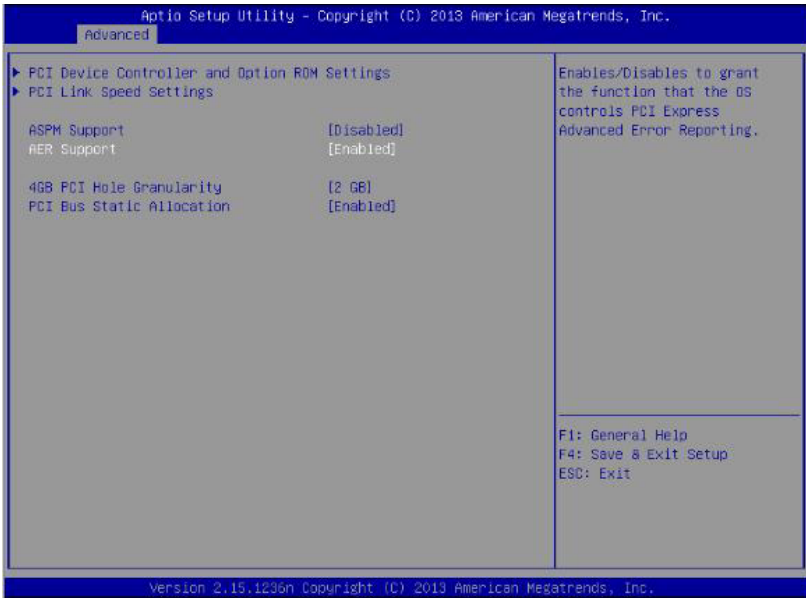 Aptio Setup Utility – Copyright (C) 2013 American Megatrends, Inc.
Advanced
PCI Device Controller and Option ROM Settings
PCI Link Speed Settings
ASPM Support [Disabled]
AER Support [Enabled]
4GB PCI Hole Granularity [2 GB]
PCI Bus Static Allocation [Enabled]
Enables/Disables to grant
the function that the OS
controls PCI Express
Advanced Error Reporting.
F1: General Help
F4: Save & Exit Setup
ESC: Exit
Version 2.15.1236n Copyright (C) 2013 American Megatrends, Inc.